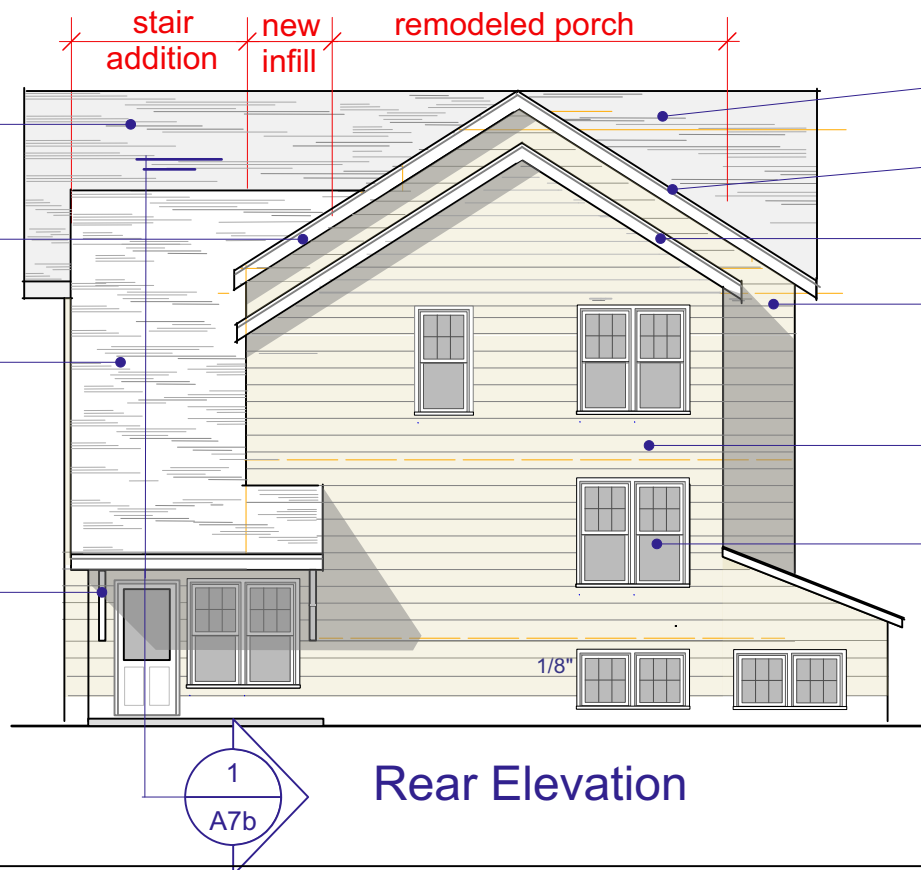 stair
addition
new
infill
remodeled porch
1/8"
1
A7b
Rear Elevation